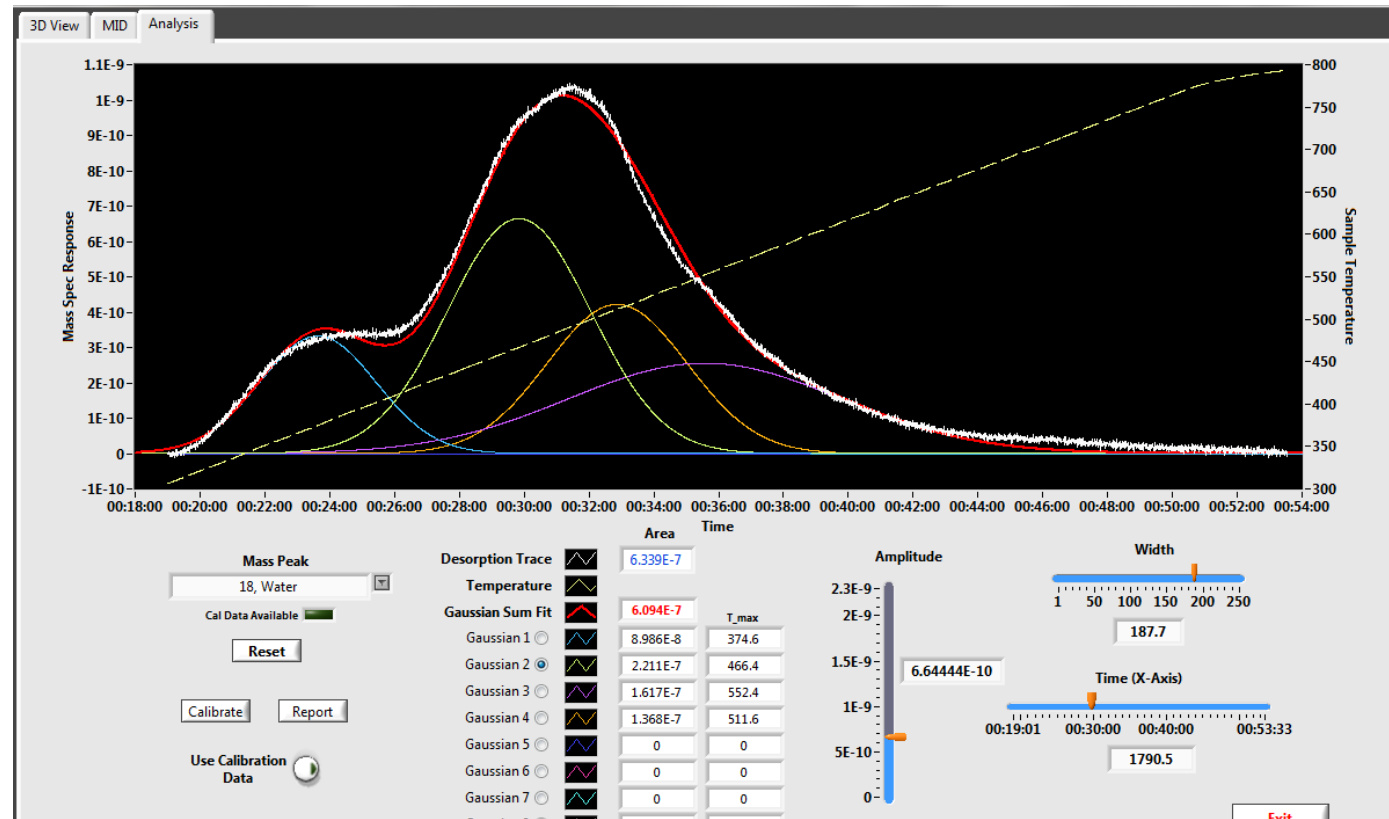 3D View MID Analysis
1.1E-9
1E-9
9E-10
8E-10
7E-10
6E-10
5E-10
4E-10
3E-10
2E-10
1E-10
0
-1E-10
Mass Spec Response
800
750
700
650
600
550
500
450
400
350
300
Sample Temperature
00:18:00 00:20:00 00:22:00 00:24:00 00:26:00 00:28:00 00:30:00 00:32:00 00:34:00 00:36:00 00:38:00 00:40:00 00:42:00 00:44:00 00:46:00 00:48:00 00:50:00 00:52:00 00:54:00
Time
Mass Peak
18, Water
Cal Data Available
Reset
Calibrate Report
Use Calibration
Data
Area
Desorption Trace 6.339E-7
Temperature
Gaussian Sum Fit 6.094E-7 T_max
Gaussian 1 8.986E-8 374.6
Gaussian 2 2.211E-7 466.4
Gaussian 3 1.617E-7 552.4
Gaussian 4 1.368E-7 511.6
Gaussian 5 0 0
Gaussian 6 0 0
Gaussian 7 0 0
Amplitude
2.3E-9
2E-9
1.5E-9
1E-9
5E-10
0
6.64444E-10
Width
1 50 100 150 200 250
187.7
Time (X-Axis)
00:19:01 00:30:00 00:40:00 00:53:33
1790.5
Exit